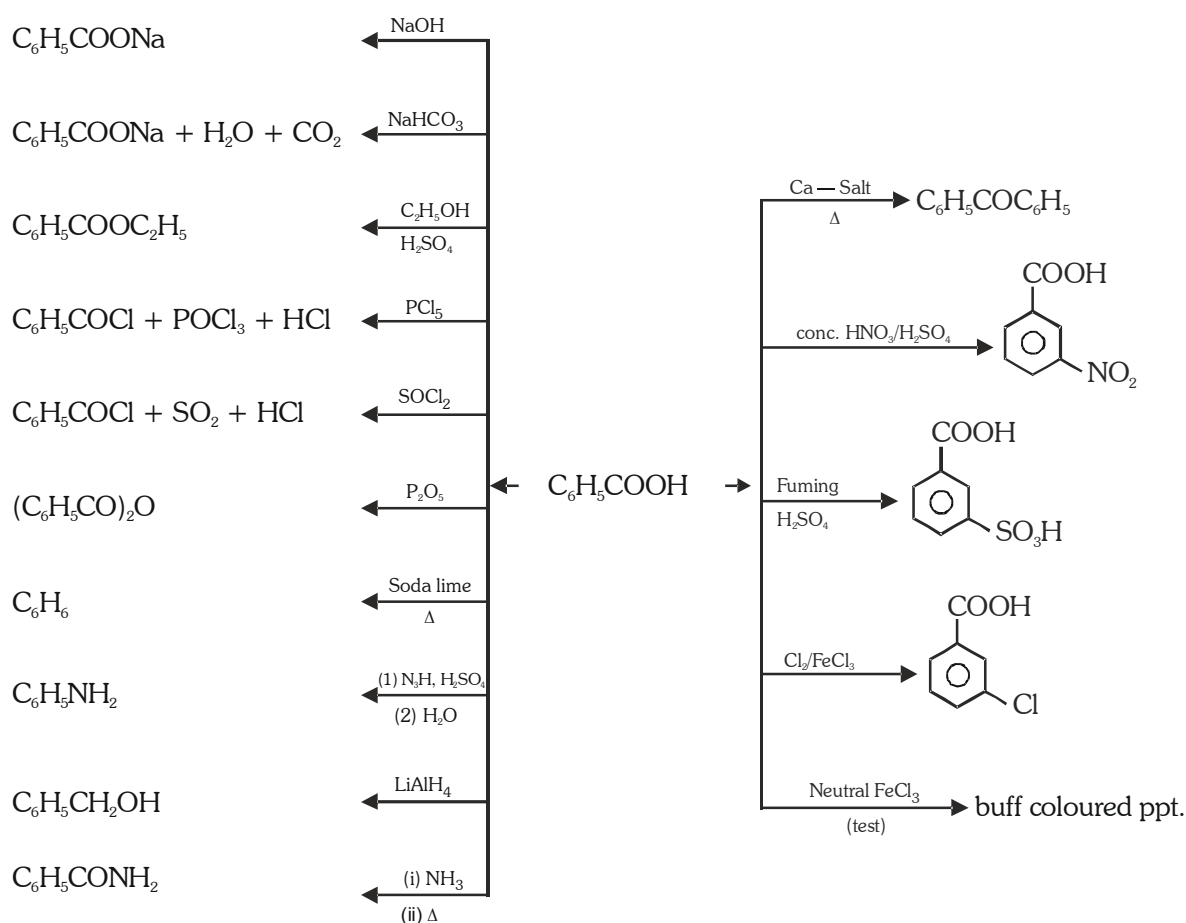 NaOH
C₆H₅COONa
NaHCO₃
C₆H₅COONa + H₂O + CO₂
C₂H₅OH
H₂SO₄
C₆H₅COOC₂H₅
PCl₅
C₆H₅COCl + POCl₃ + HCl
SOCl₂
C₆H₅COCl + SO₂ + HCl
P₂O₅
(C₆H₅CO)₂O
Soda lime
Δ
C₆H₆
(1) N₃H, H₂SO₄
(2) H₂O
C₆H₅NH₂
LiAlH₄
C₆H₅CH₂OH
(i) NH₃
(ii) Δ
C₆H₅CONH₂
C₆H₅COOH
Ca — Salt
Δ
C₆H₅COC₆H₅
conc. HNO₃/H₂SO₄
COOH
NO₂
Fuming
H₂SO₄
COOH
SO₃H
Cl₂/FeCl₃
COOH
Cl
Neutral FeCl₃
(test)
buff coloured ppt.